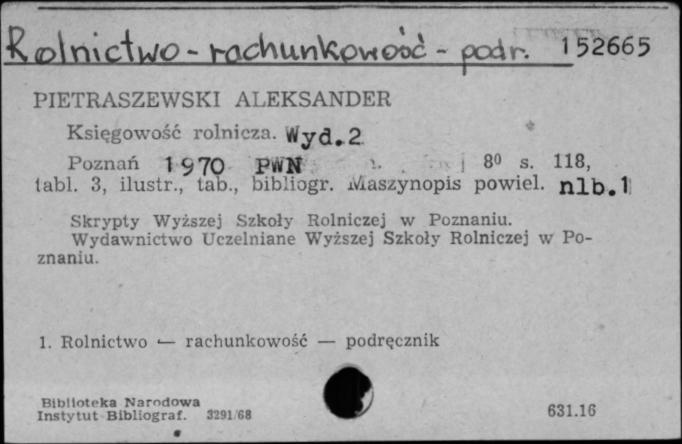 Rolnictwo - rachunkowość - podr. 152665
PIETRASZEWSKI ALEKSANDER
Księgowość rolnicza. Wyd.2
Poznań 1970 PWN 8⁰ s. 118,
tabl. 3, ilustr., tab., bibliogr. Maszynopis powiel. nlb.1
Skrypty Wyższej Szkoły Rolniczej w Poznaniu.
Wydawnictwo Uczelniane Wyższej Szkoły Rolniczej w Po-
znaniu.
1. Rolnictwo — rachunkowość — podręcznik
Biblioteka Narodowa
Instytut Bibliograf. 3291/68
631.16